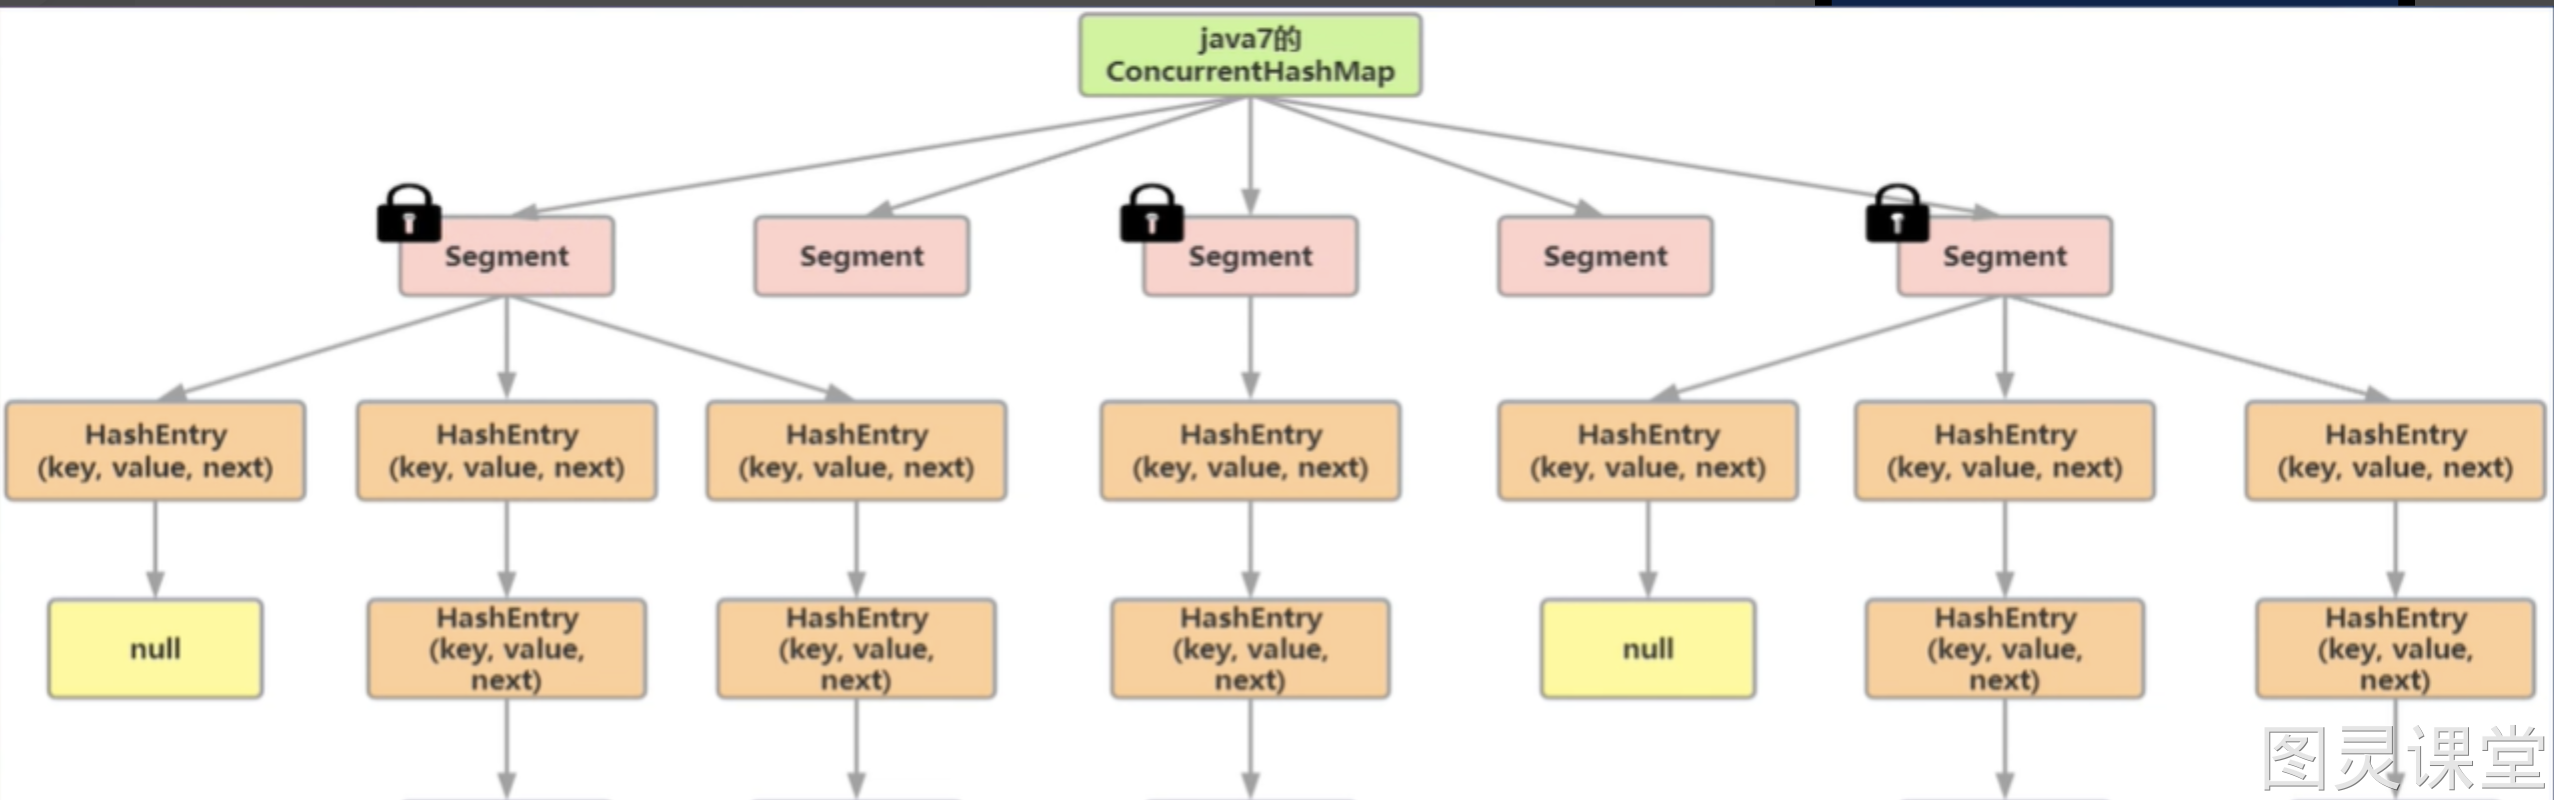 java7的
ConcurrentHashMap
Segment
Segment
Segment
Segment
Segment
HashEntry
(key, value, next)
HashEntry
(key, value, next)
HashEntry
(key, value, next)
HashEntry
(key, value, next)
HashEntry
(key, value, next)
HashEntry
(key, value, next)
HashEntry
(key, value, next)
null
HashEntry
(key, value,
next)
HashEntry
(key, value,
next)
HashEntry
(key, value,
next)
null
HashEntry
(key, value,
next)
HashEntry
(key, value,
next)
图灵课堂